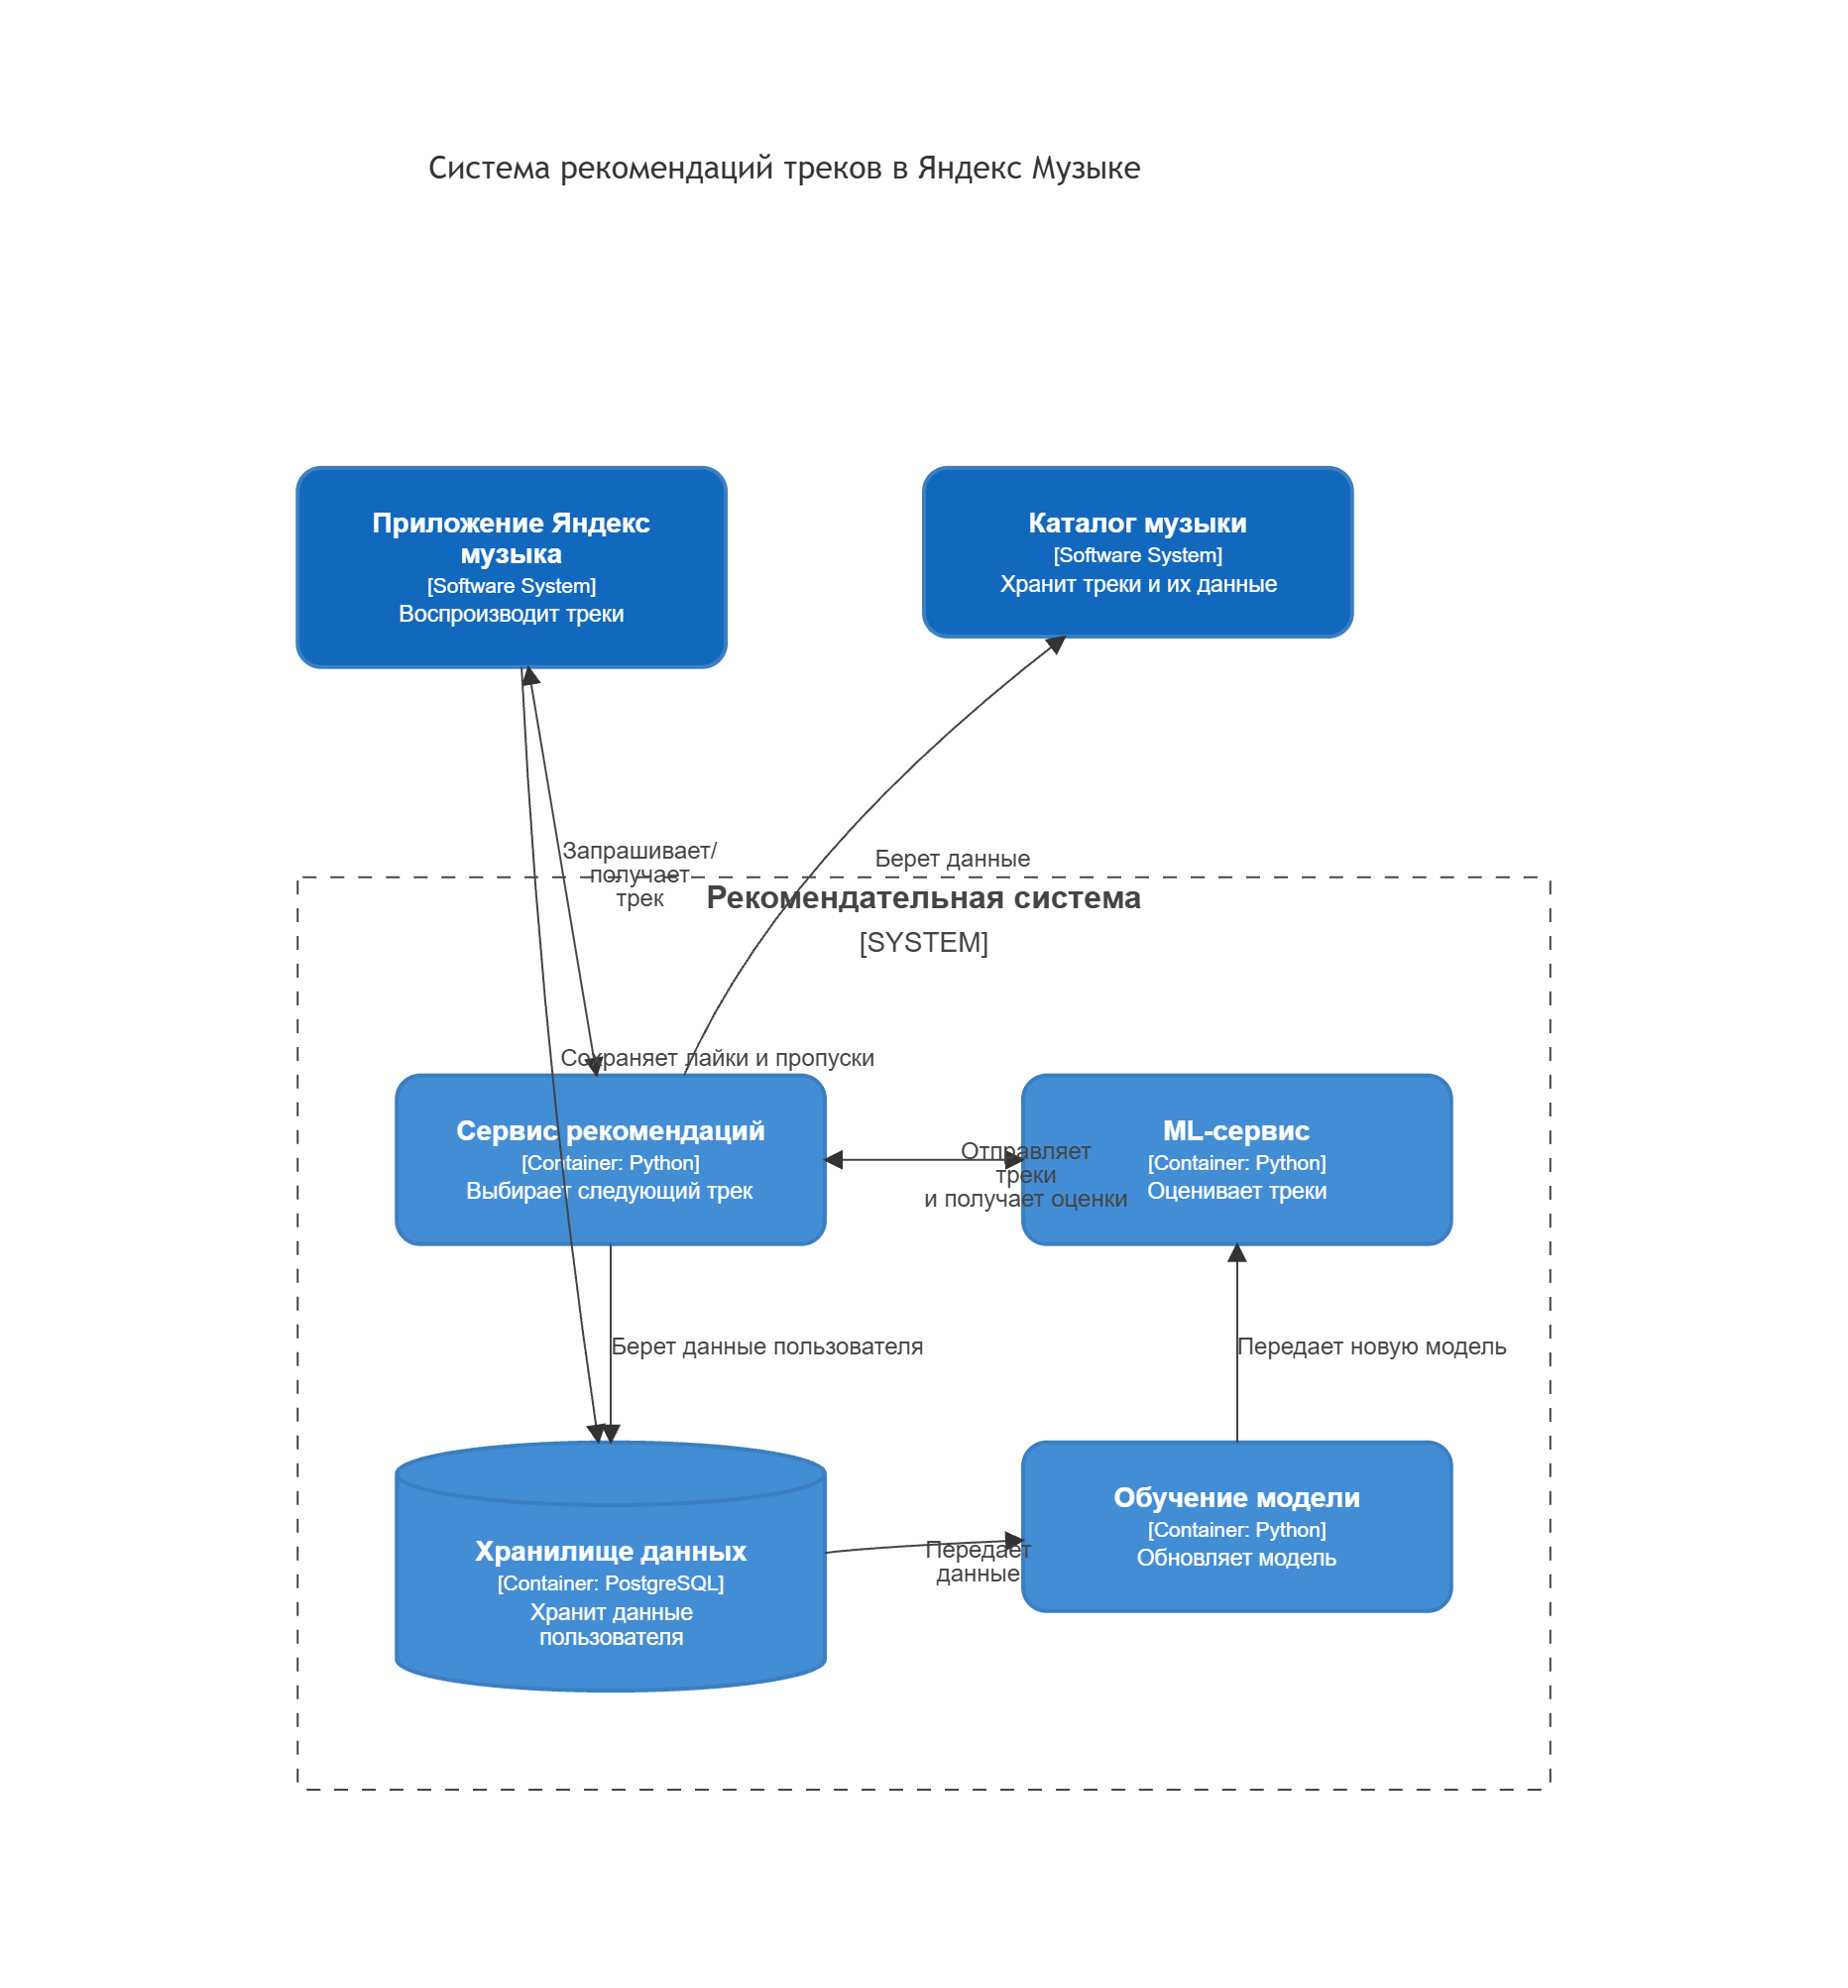 Система рекомендаций треков в Яндекс Музыке
Приложение Яндекс
музыка
[Software System]
Воспроизводит треки
Каталог музыки
[Software System]
Хранит треки и их данные
Запрашивает/
получает
трек
Берет данные
Рекомендательная система
[SYSTEM]
Сохраняет лайки и пропуски
Сервис рекомендаций
[Container: Python]
Выбирает следующий трек
Отправляет
треки
и получает оценки
ML-сервис
[Container: Python]
Оценивает треки
Берет данные пользователя
Передает новую модель
Хранилище данных
[Container: PostgreSQL]
Хранит данные
пользователя
Передает
данные
Обучение модели
[Container: Python]
Обновляет модель